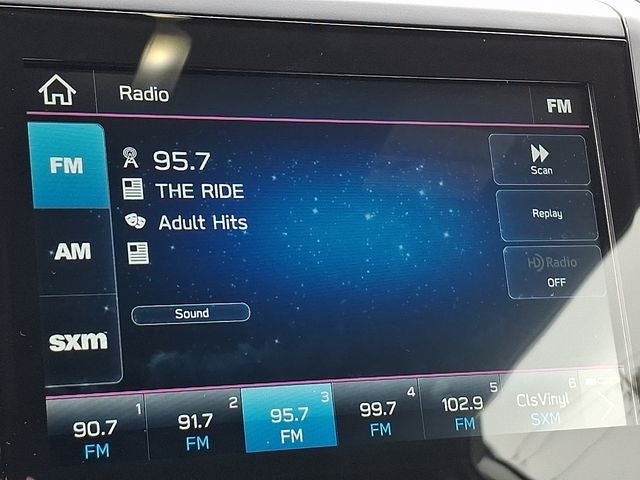 Radio
FM
FM
95.7
THE RIDE
Adult Hits
Scan
Replay
HD Radio
OFF
AM
sxm
Sound
1
90.7
FM
2
91.7
FM
3
95.7
FM
4
99.7
FM
5
102.9
FM
6
ClsVinyl
SXM